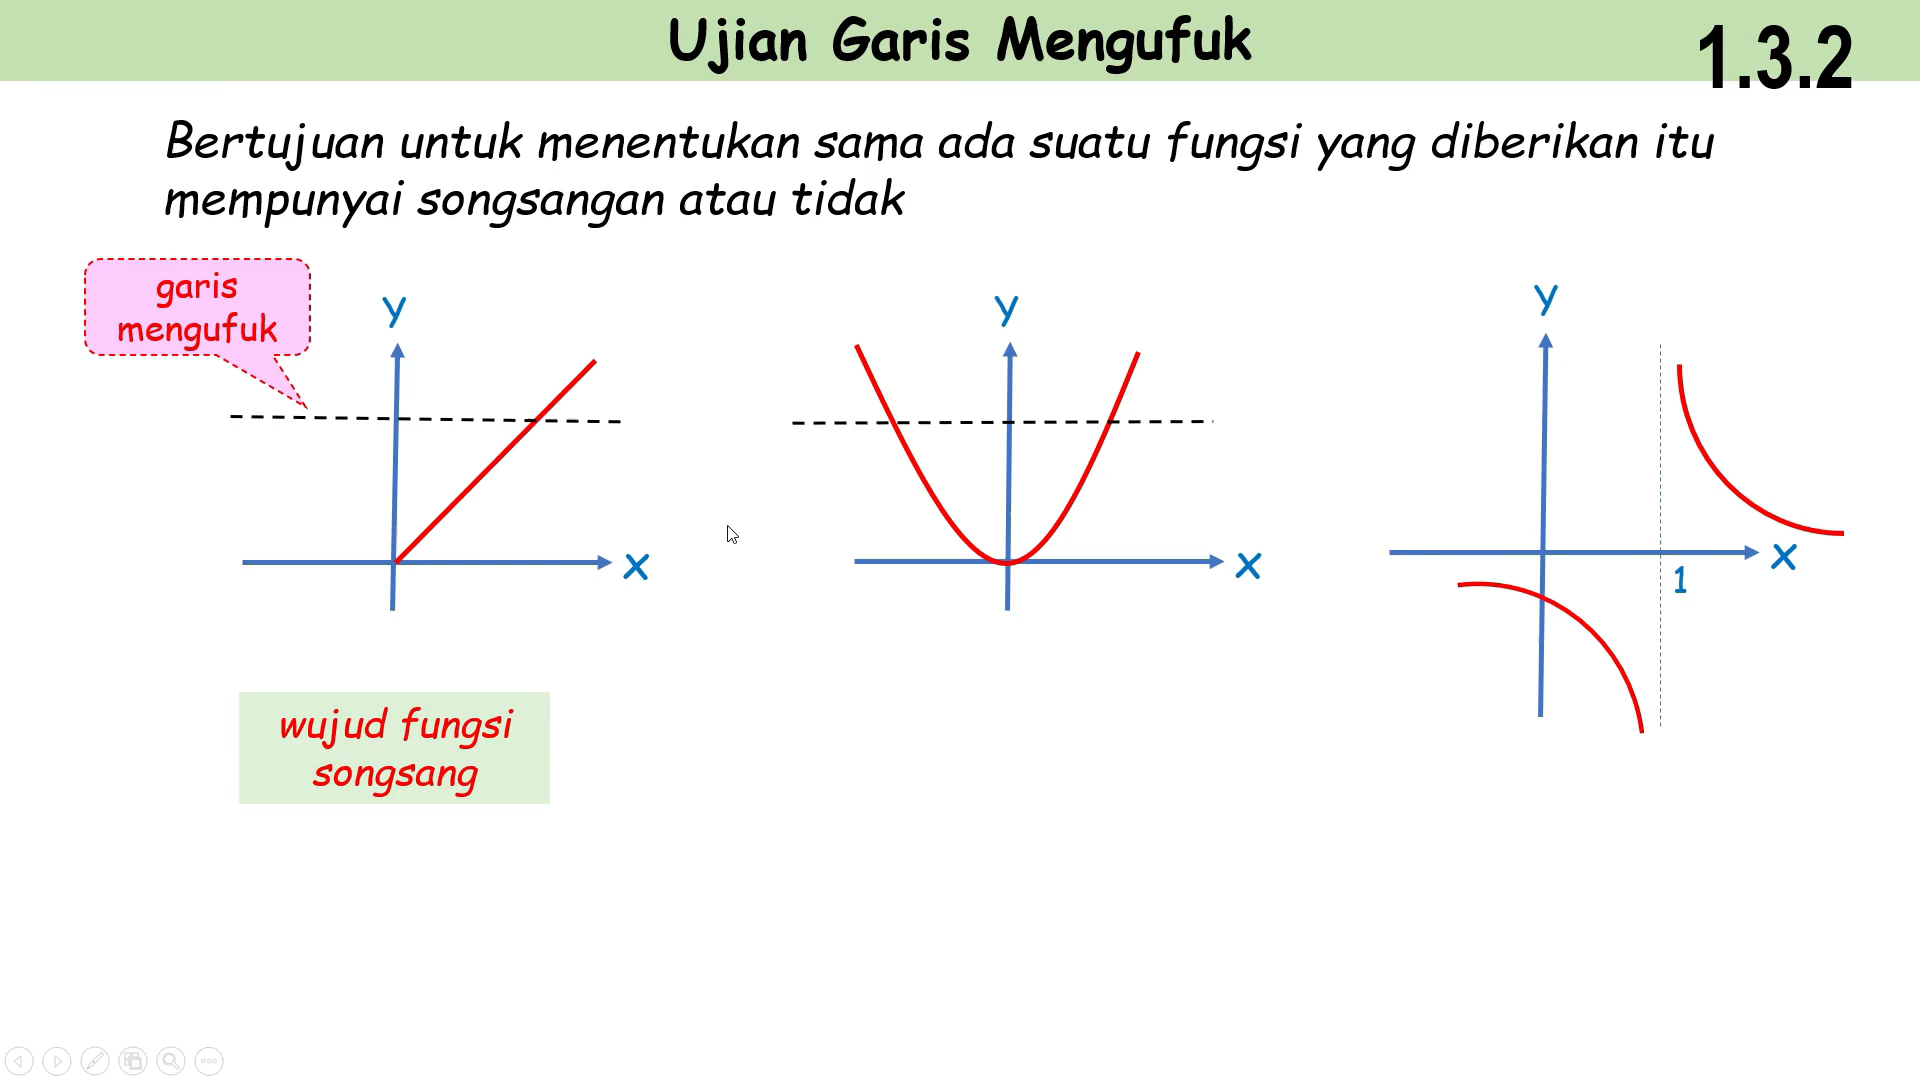 Ujian Garis Mengufuk
1.3.2
Bertujuan untuk menentukan sama ada suatu fungsi yang diberikan itu
mempunyai songsangan atau tidak
garis
mengufuk
y
x
y
x
y
x
1
wujud fungsi
songsang